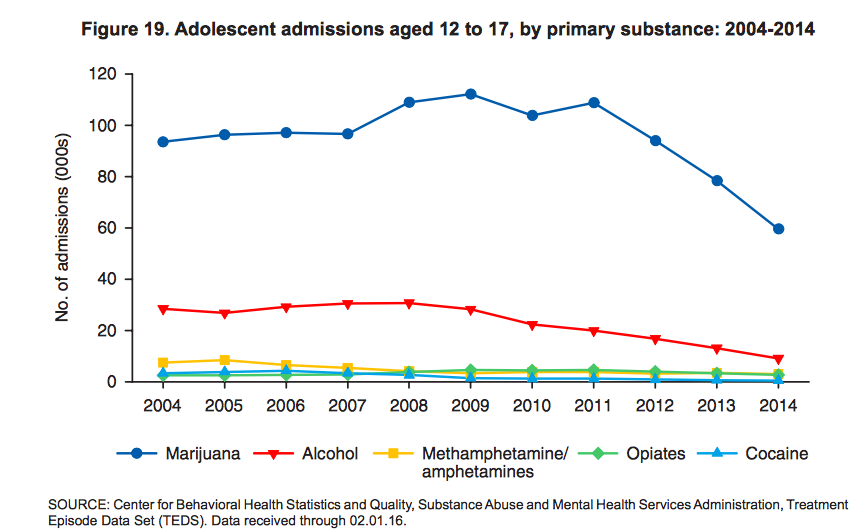 Figure 19. Adolescent admissions aged 12 to 17, by primary substance: 2004-2014
120
100
80
60
40
20
0
No. of admissions (000s)
2004 2005 2006 2007 2008 2009 2010 2011 2012 2013 2014
Marijuana Alcohol Methamphetamine/ Opiates Cocaine
amphetamines
SOURCE: Center for Behavioral Health Statistics and Quality, Substance Abuse and Mental Health Services Administration, Treatment
Episode Data Set (TEDS). Data received through 02.01.16.